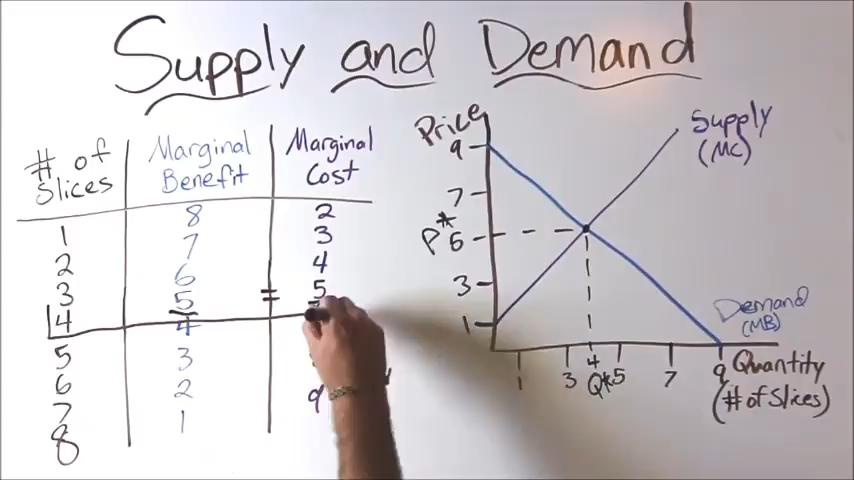 Supply and Demand
# of Slices
Marginal Benefit
Marginal Cost
1 8 2
2 7 3
3 6 4
4 5 = 5
5 4
6 3
7 2 9
8 1
Price
9
7
P* 5
3
1
Supply (MC)
Demand (MB)
1 3 4 5 7 9
Q*
Quantity (# of Slices)